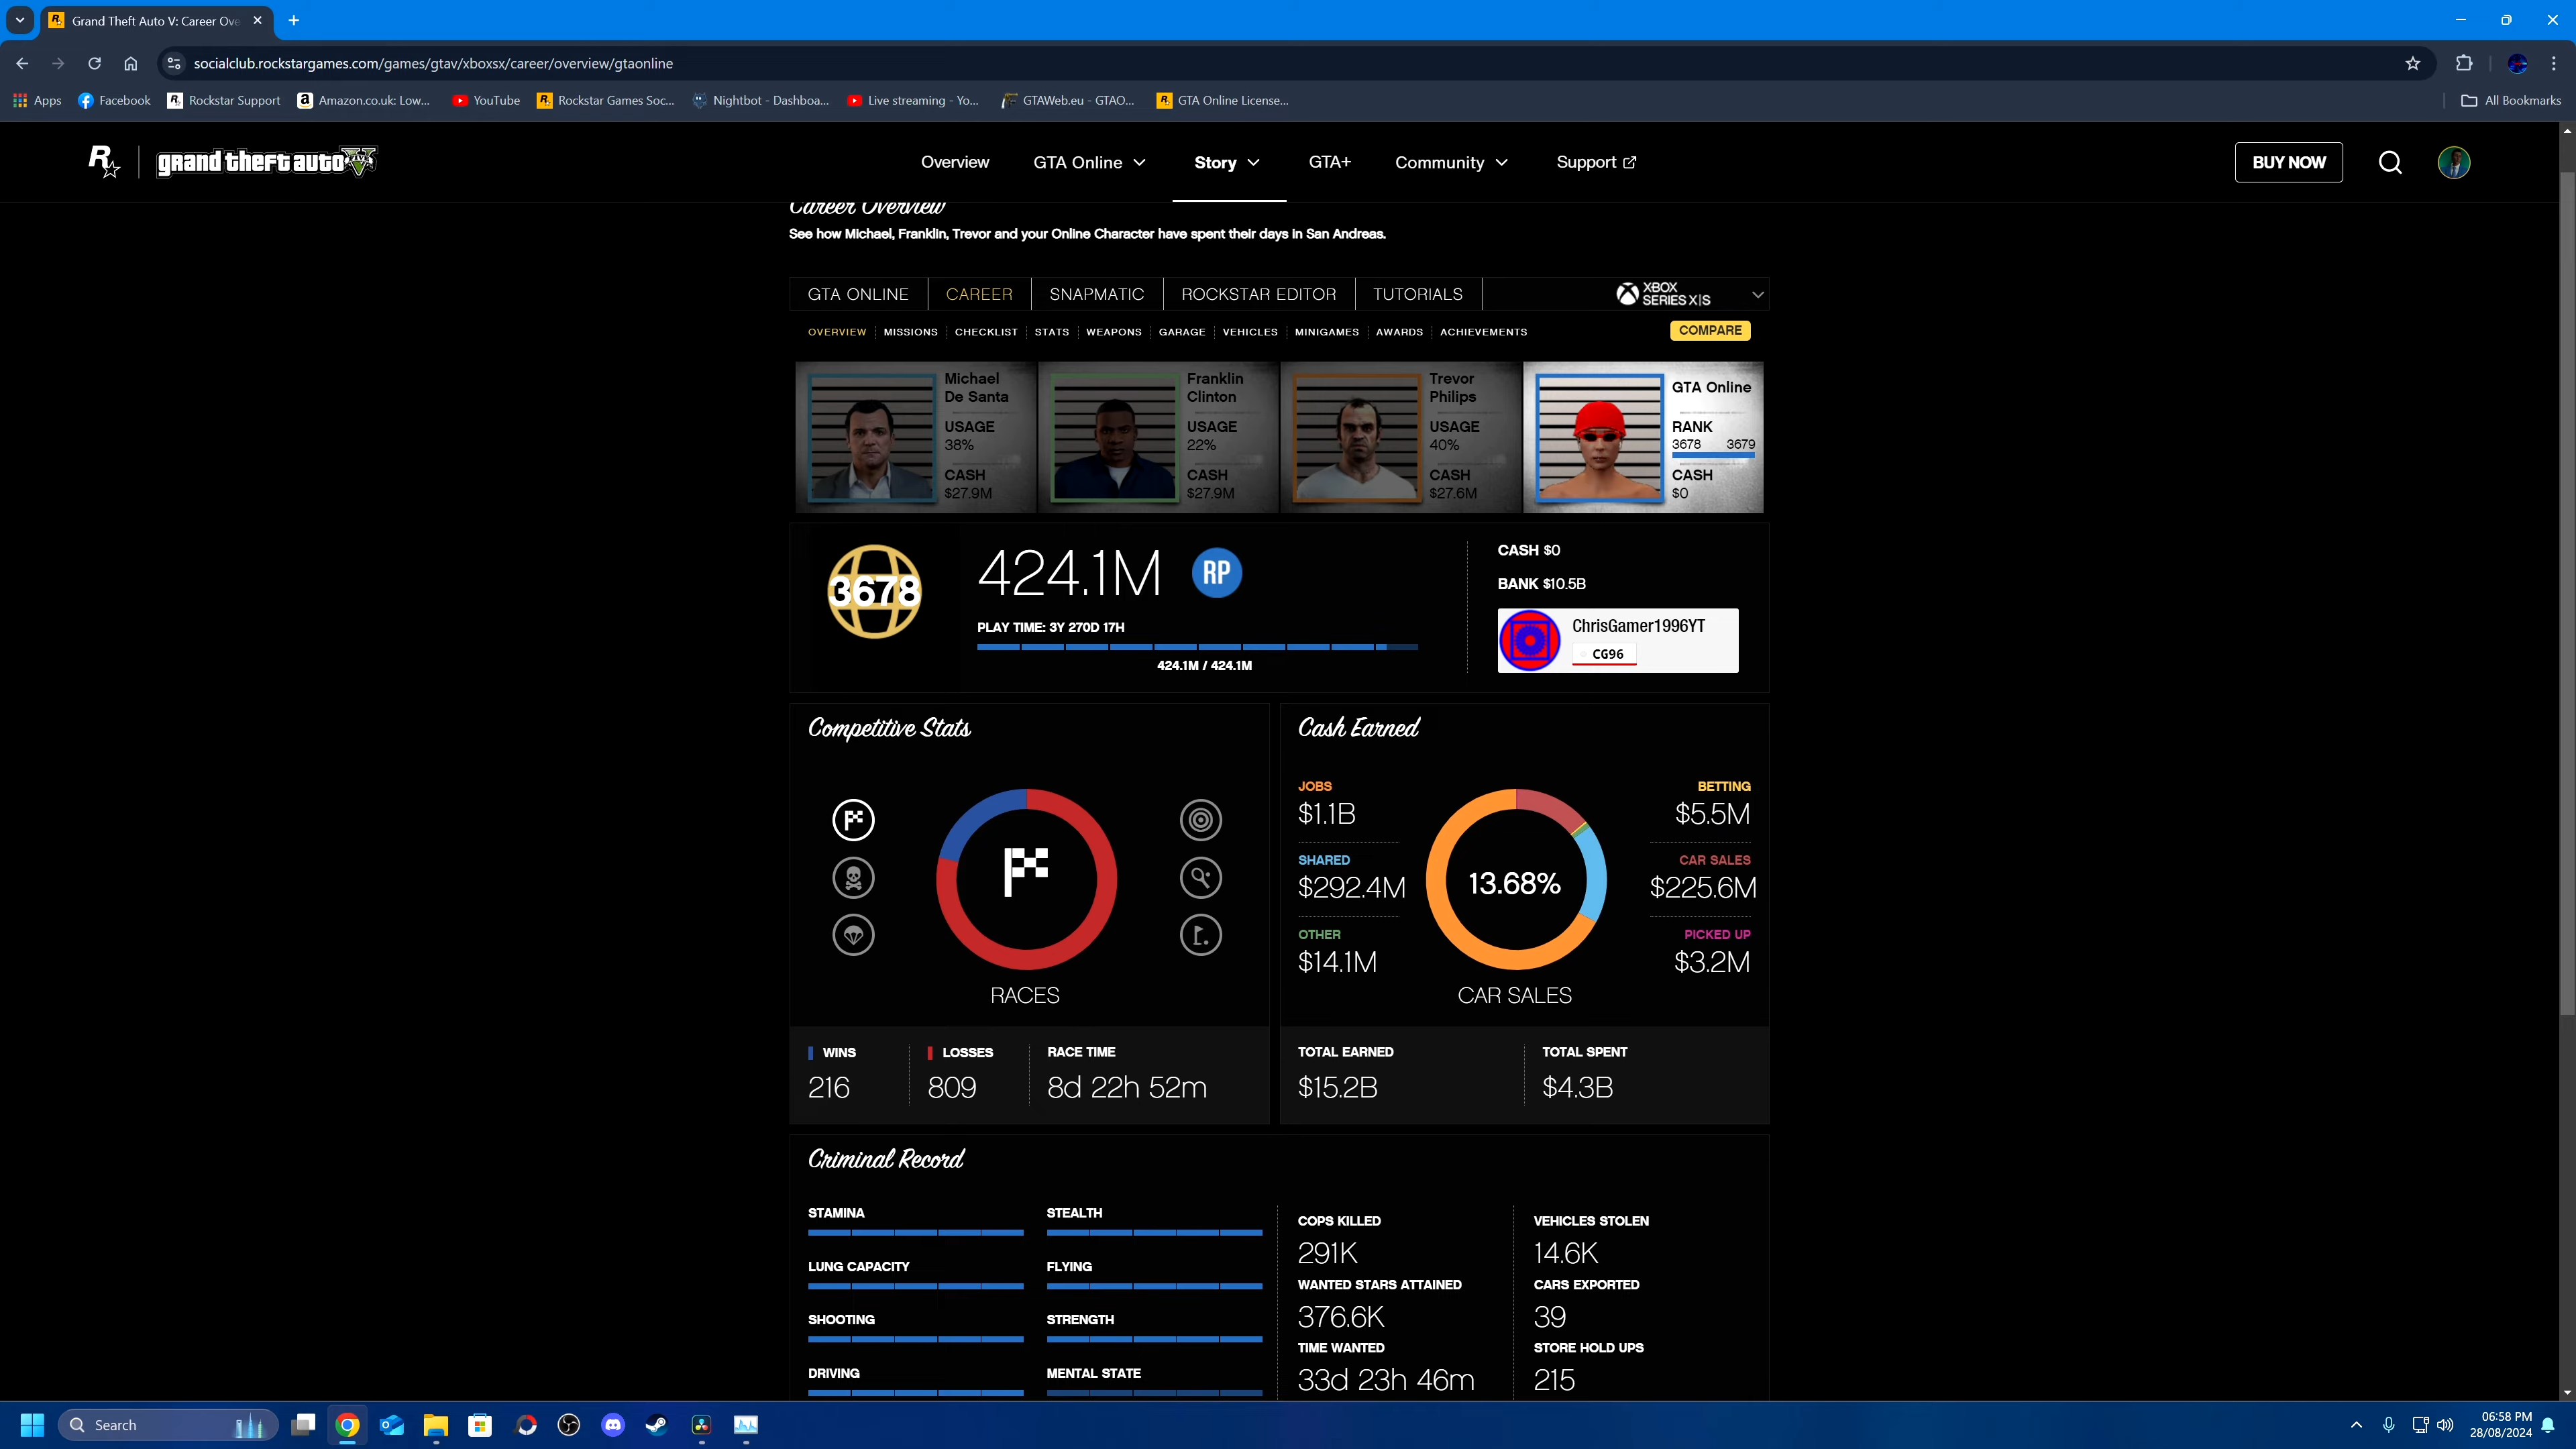 Grand Theft Auto V: Career Ove
socialclub.rockstargames.com/games/gtav/xboxsx/career/overview/gtaonline
Apps Facebook Rockstar Support Amazon.co.uk: Low... YouTube Rockstar Games Soc... Nightbot - Dashboa... Live streaming - Yo... GTAWeb.eu - GTAO... GTA Online License... All Bookmarks
R grand theft auto V Overview GTA Online Story GTA+ Community Support BUY NOW
Career Overview
See how Michael, Franklin, Trevor and your Online Character have spent their days in San Andreas.
GTA ONLINE CAREER SNAPMATIC ROCKSTAR EDITOR TUTORIALS XBOX SERIES X|S
OVERVIEW MISSIONS CHECKLIST STATS WEAPONS GARAGE VEHICLES MINIGAMES AWARDS ACHIEVEMENTS COMPARE
Michael
De Santa
USAGE
38%
CASH
$27.9M
Franklin
Clinton
USAGE
22%
CASH
$27.9M
Trevor
Philips
USAGE
40%
CASH
$27.6M
GTA Online
RANK
3678 3679
CASH
$0
3678
424.1M RP
PLAY TIME: 3Y 270D 17H
424.1M / 424.1M
CASH $0
BANK $10.5B
ChrisGamer1996YT
CG96
Competitive Stats
RACES
WINS LOSSES RACE TIME
216 809 8d 22h 52m
Cash Earned
JOBS
$1.1B
SHARED
$292.4M
OTHER
$14.1M
13.68%
CAR SALES
BETTING
$5.5M
CAR SALES
$225.6M
PICKED UP
$3.2M
TOTAL EARNED TOTAL SPENT
$15.2B $4.3B
Criminal Record
STAMINA STEALTH
LUNG CAPACITY FLYING
SHOOTING STRENGTH
DRIVING MENTAL STATE
COPS KILLED
291K
WANTED STARS ATTAINED
376.6K
TIME WANTED
33d 23h 46m
VEHICLES STOLEN
14.6K
CARS EXPORTED
39
STORE HOLD UPS
215
Search
06:58 PM
28/08/2024